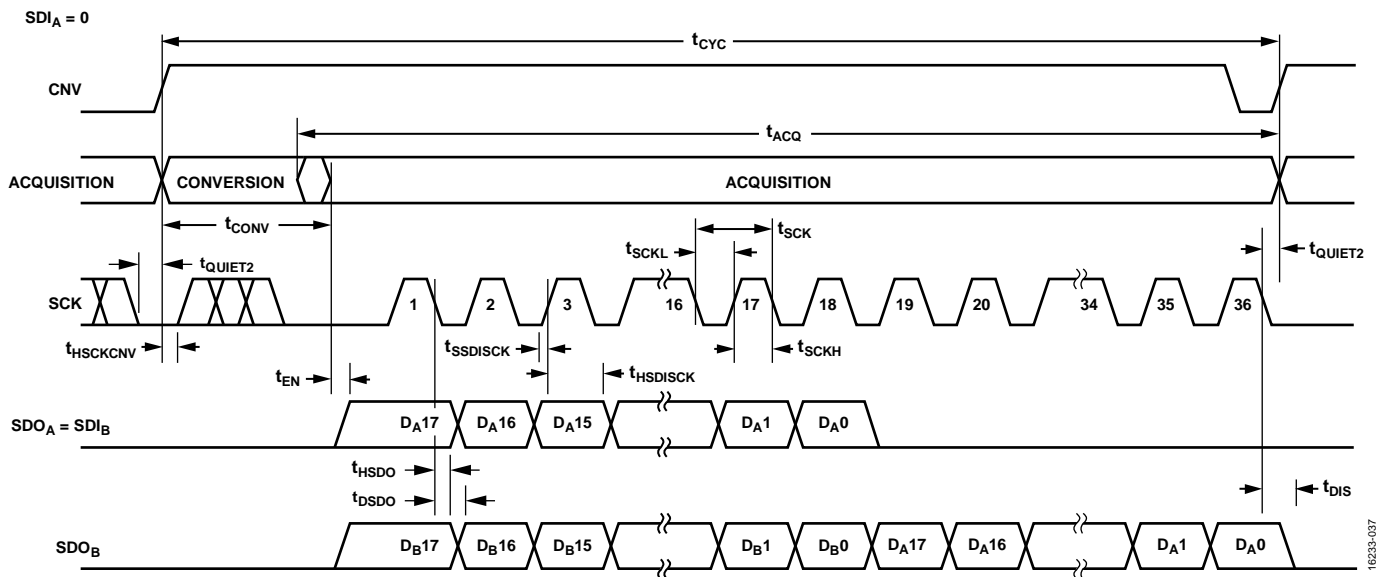 SDIA = 0
tCYC
CNV
tACQ
ACQUISITION CONVERSION ACQUISITION
tCONV
tSCK
tSCKL
tQUIET2 tQUIET2
SCK 1 2 3 16 17 18 19 20 34 35 36
tHSCKCNV tSSDISCK tSCKH
tEN tHSDISCK
SDOA = SDIB DA17 DA16 DA15 DA1 DA0
tHSDO
tDSDO tDIS
SDOB DB17 DB16 DB15 DB1 DB0 DA17 DA16 DA1 DA0
16233-037